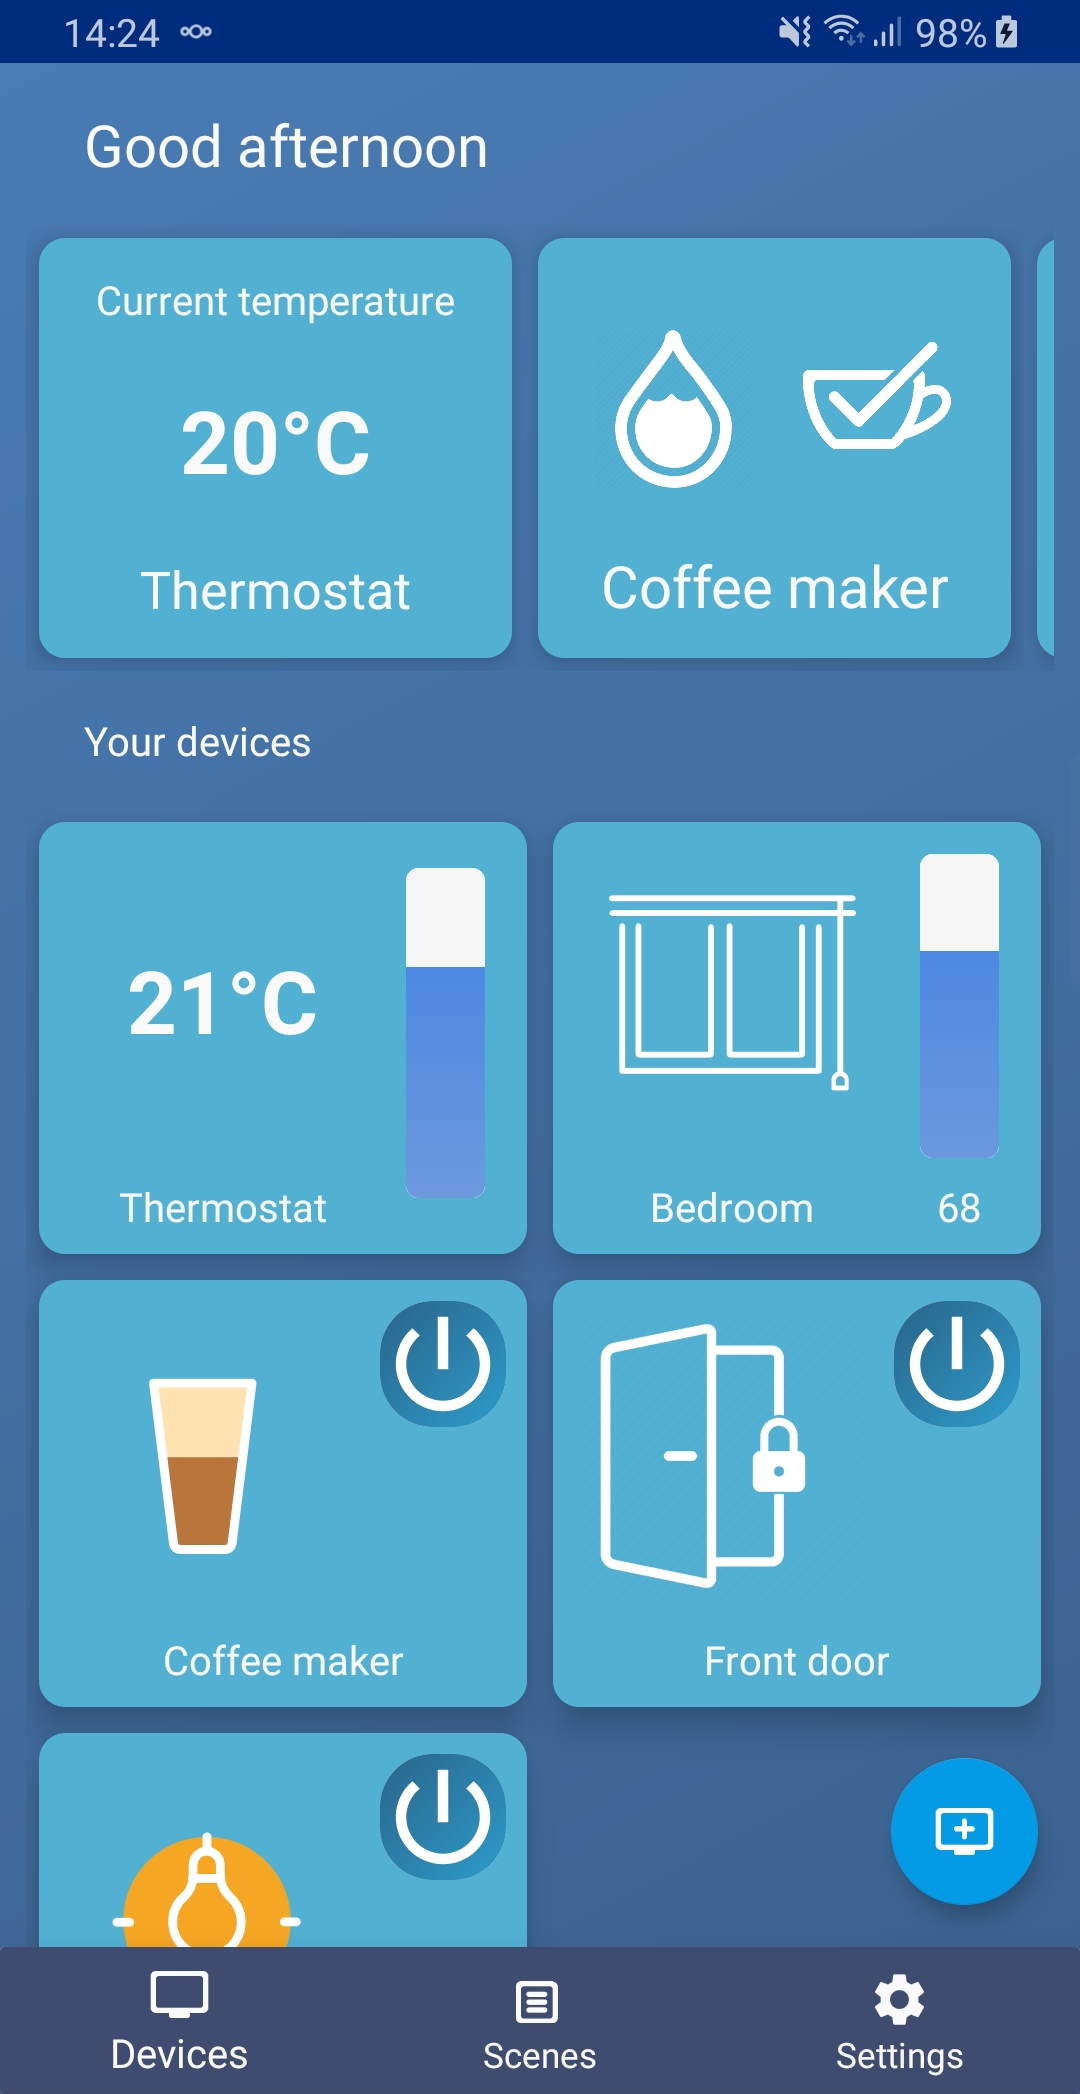 14:24
98%
Good afternoon
Current temperature
20°C
Thermostat
Coffee maker
Your devices
21°C
Thermostat
Bedroom
68
Coffee maker
Front door
Devices
Scenes
Settings